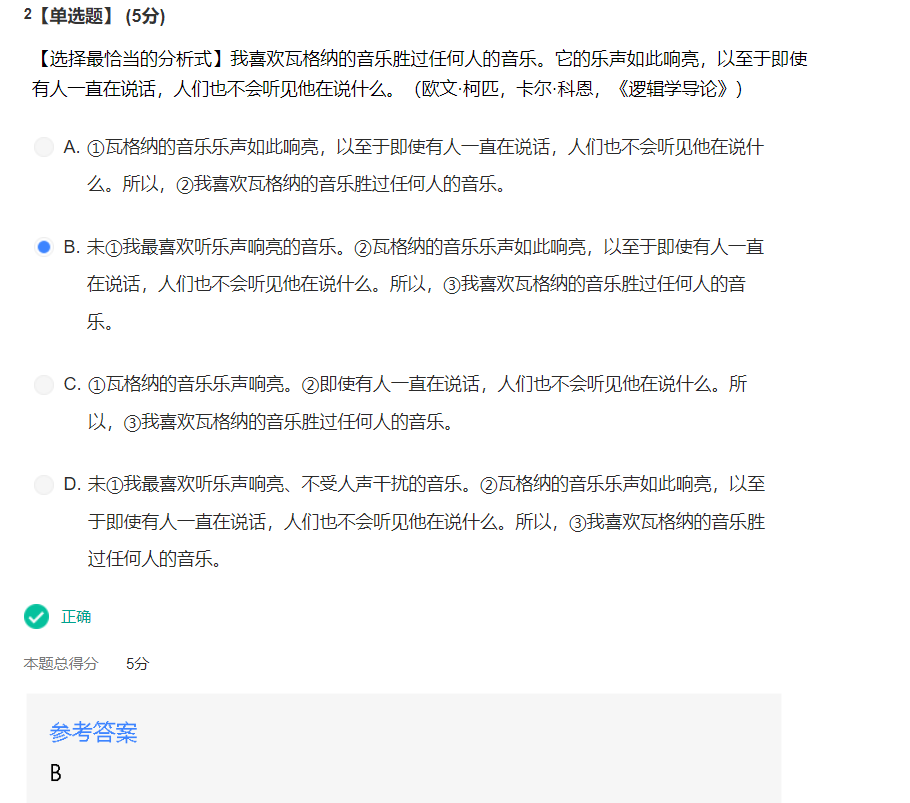 2【单选题】 (5分)
【选择最恰当的分析式】我喜欢瓦格纳的音乐胜过任何人的音乐。它的乐声如此响亮，以至于即使
有人一直在说话，人们也不会听见他在说什么。（欧文·柯匹，卡尔·科恩，《逻辑学导论》）
A. ①瓦格纳的音乐乐声如此响亮，以至于即使有人一直在说话，人们也不会听见他在说什
么。所以，②我喜欢瓦格纳的音乐胜过任何人的音乐。
B. 未①我最喜欢听乐声响亮的音乐。②瓦格纳的音乐乐声如此响亮，以至于即使有人一直
在说话，人们也不会听见他在说什么。所以，③我喜欢瓦格纳的音乐胜过任何人的音
乐。
C. ①瓦格纳的音乐乐声响亮。②即使有人一直在说话，人们也不会听见他在说什么。所
以，③我喜欢瓦格纳的音乐胜过任何人的音乐。
D. 未①我最喜欢听乐声响亮、不受人声干扰的音乐。②瓦格纳的音乐乐声如此响亮，以至
于即使有人一直在说话，人们也不会听见他在说什么。所以，③我喜欢瓦格纳的音乐胜
过任何人的音乐。
正确
本题总得分 5分
参考答案
B